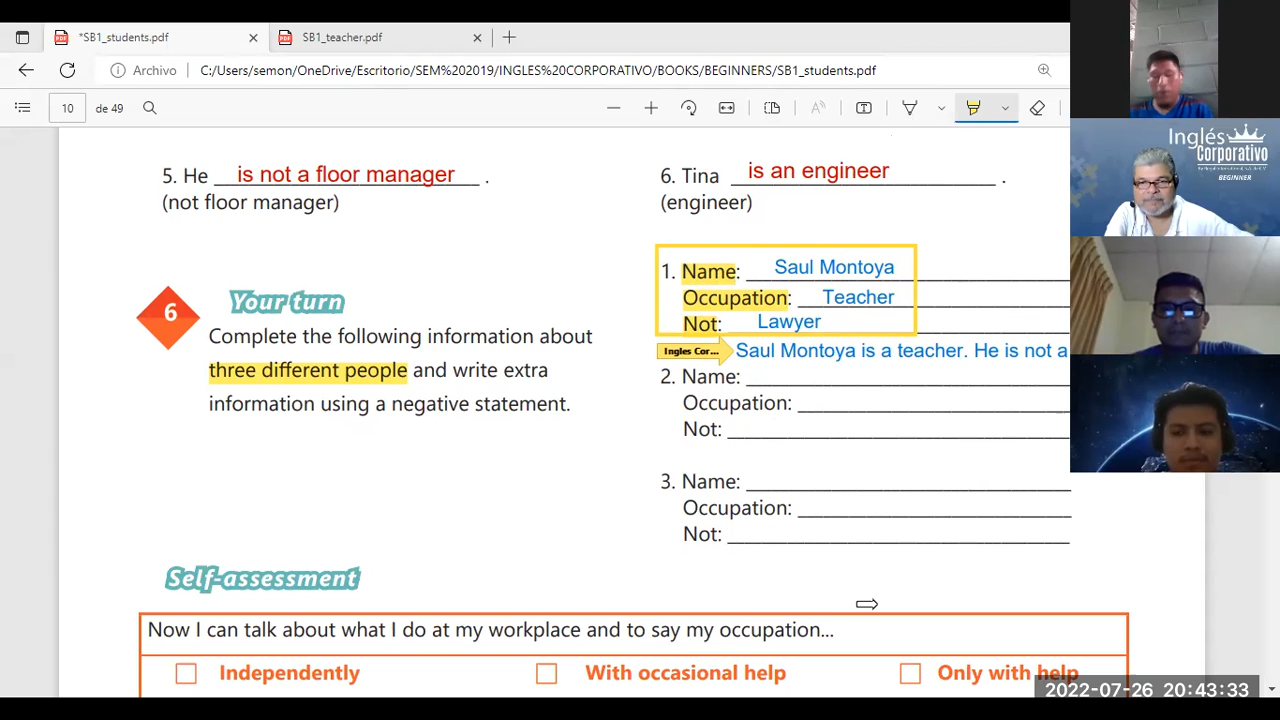 *SB1_students.pdf
SB1_teacher.pdf
Archivo
C:/Users/semon/OneDrive/Escritorio/SEM%202019/INGLES%20CORPORATIVO/BOOKS/BEGINNERS/SB1_students.pdf
10 de 49
5. He is not a floor manager .
(not floor manager)
6. Tina is an engineer .
(engineer)
6 Your turn
Complete the following information about
three different people and write extra
information using a negative statement.
1. Name: Saul Montoya
Occupation: Teacher
Not: Lawyer
Ingles Cor... Saul Montoya is a teacher. He is not a
2. Name:
Occupation:
Not:
3. Name:
Occupation:
Not:
Self-assessment
Now I can talk about what I do at my workplace and to say my occupation...
Independently
With occasional help
Only with help
Inglés
Corporativo
BEGINNER
2022-07-26 20:43:33